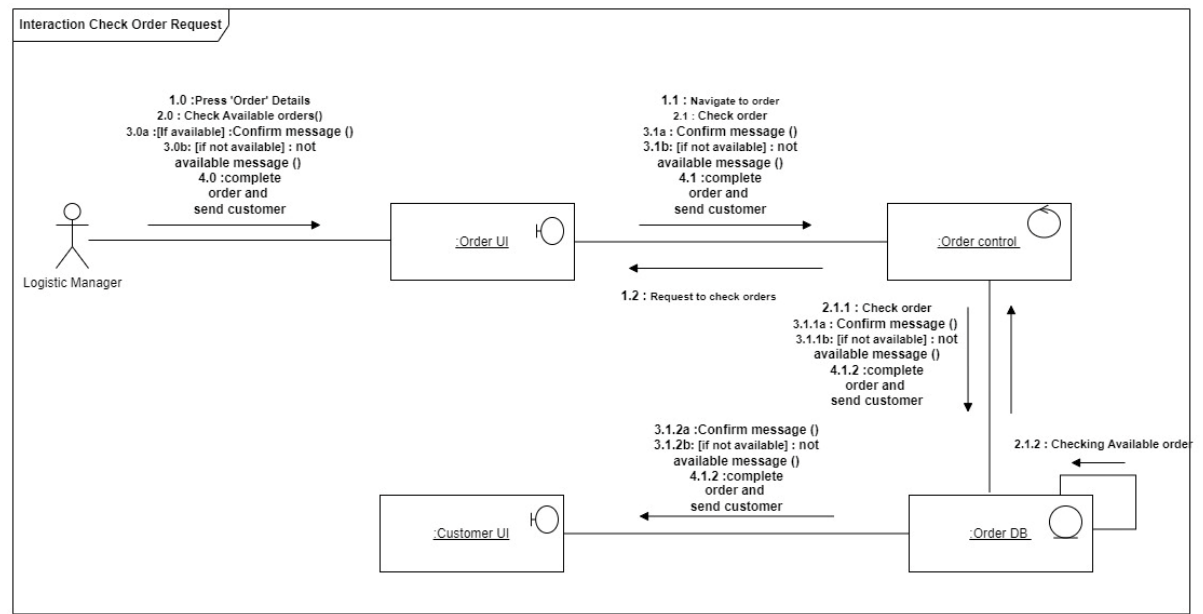 Interaction Check Order Request
1.0 :Press 'Order' Details
2.0 : Check Available orders()
3.0a :[If available] :Confirm message ()
3.0b: [if not available] : not
available message ()
4.0 :complete
order and
send customer
1.1 : Navigate to order
2.1 : Check order
3.1a : Confirm message ()
3.1b: [if not available] : not
available message ()
4.1 :complete
order and
send customer
Logistic Manager
:Order UI
:Order control
1.2 : Request to check orders
2.1.1 : Check order
3.1.1a : Confirm message ()
3.1.1b: [if not available] : not
available message ()
4.1.2 :complete
order and
send customer
3.1.2a :Confirm message ()
3.1.2b: [if not available] : not
available message ()
4.1.2 :complete
order and
send customer
2.1.2 : Checking Available order
:Customer UI
:Order DB